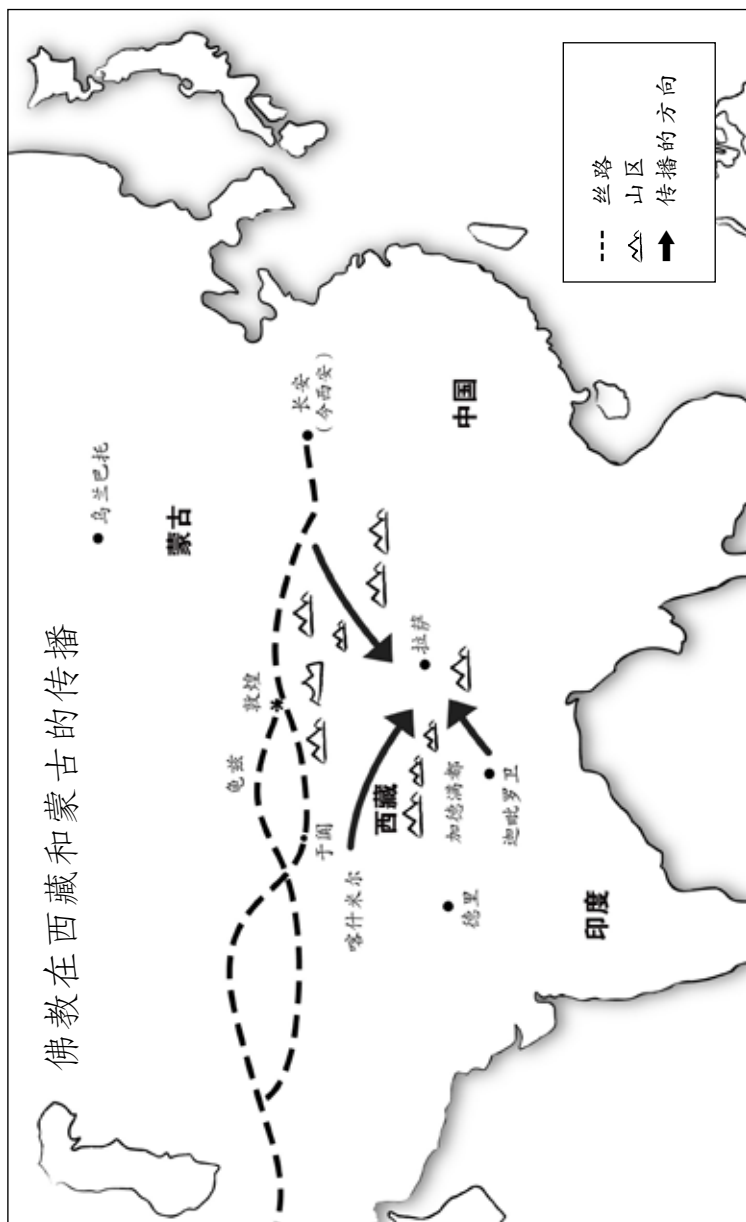 佛教在西藏和蒙古的传播
乌兰巴托
蒙古
长安
(今西安)
敦煌
龟兹
于阗
中国
喀什米尔
西藏
拉萨
加德满都
迦毗罗卫
德里
印度
丝路
山区
传播的方向